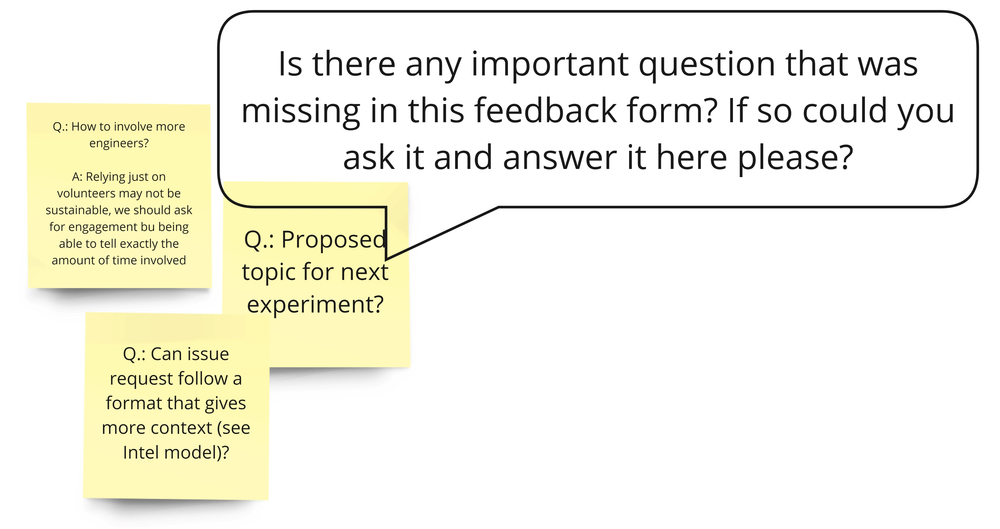 Is there any important question that was
missing in this feedback form? If so could you
ask it and answer it here please?
Q.: How to involve more
engineers?
A: Relying just on
volunteers may not be
sustainable, we should ask
for engagement bu being
able to tell exactly the
amount of time involved
Q.: Proposed
topic for next
experiment?
Q.: Can issue
request follow a
format that gives
more context (see
Intel model)?